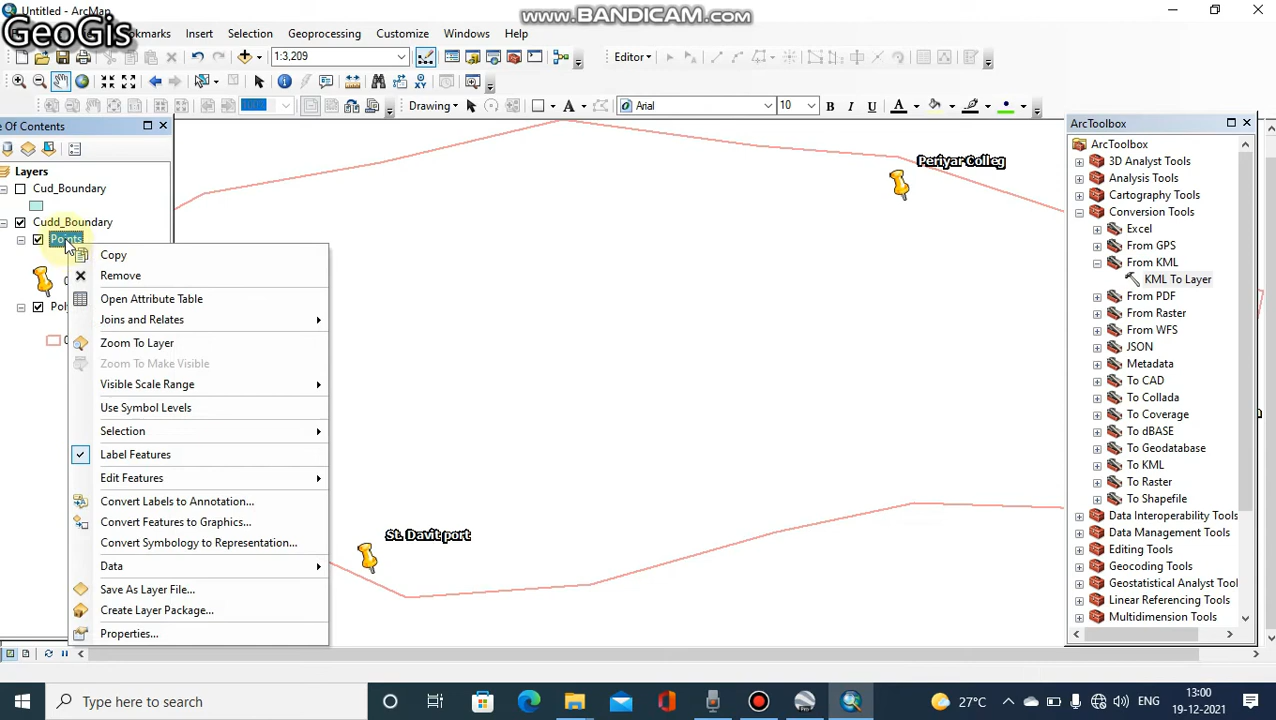 Untitled - ArcMap
www.BANDICAM.com
GeoGis
okmarks Insert Selection Geoprocessing Customize Windows Help
1:3,209
Editor
Drawing
Arial
10
B I U A
e Of Contents
Layers
Cud_Boundary
Cudd_Boundary
Points
Copy
Remove
Open Attribute Table
Joins and Relates
Zoom To Layer
Zoom To Make Visible
Visible Scale Range
Use Symbol Levels
Selection
Label Features
Edit Features
Convert Labels to Annotation...
Convert Features to Graphics...
Convert Symbology to Representation...
Data
Save As Layer File...
Create Layer Package...
Properties...
Periyar Colleg
St. Davit port
ArcToolbox
ArcToolbox
3D Analyst Tools
Analysis Tools
Cartography Tools
Conversion Tools
Excel
From GPS
From KML
KML To Layer
From PDF
From Raster
From WFS
JSON
Metadata
To CAD
To Collada
To Coverage
To dBASE
To Geodatabase
To KML
To Raster
To Shapefile
Data Interoperability Tools
Data Management Tools
Editing Tools
Geocoding Tools
Geostatistical Analyst Tool
Linear Referencing Tools
Multidimension Tools
Type here to search
27°C
ENG
13:00
19-12-2021